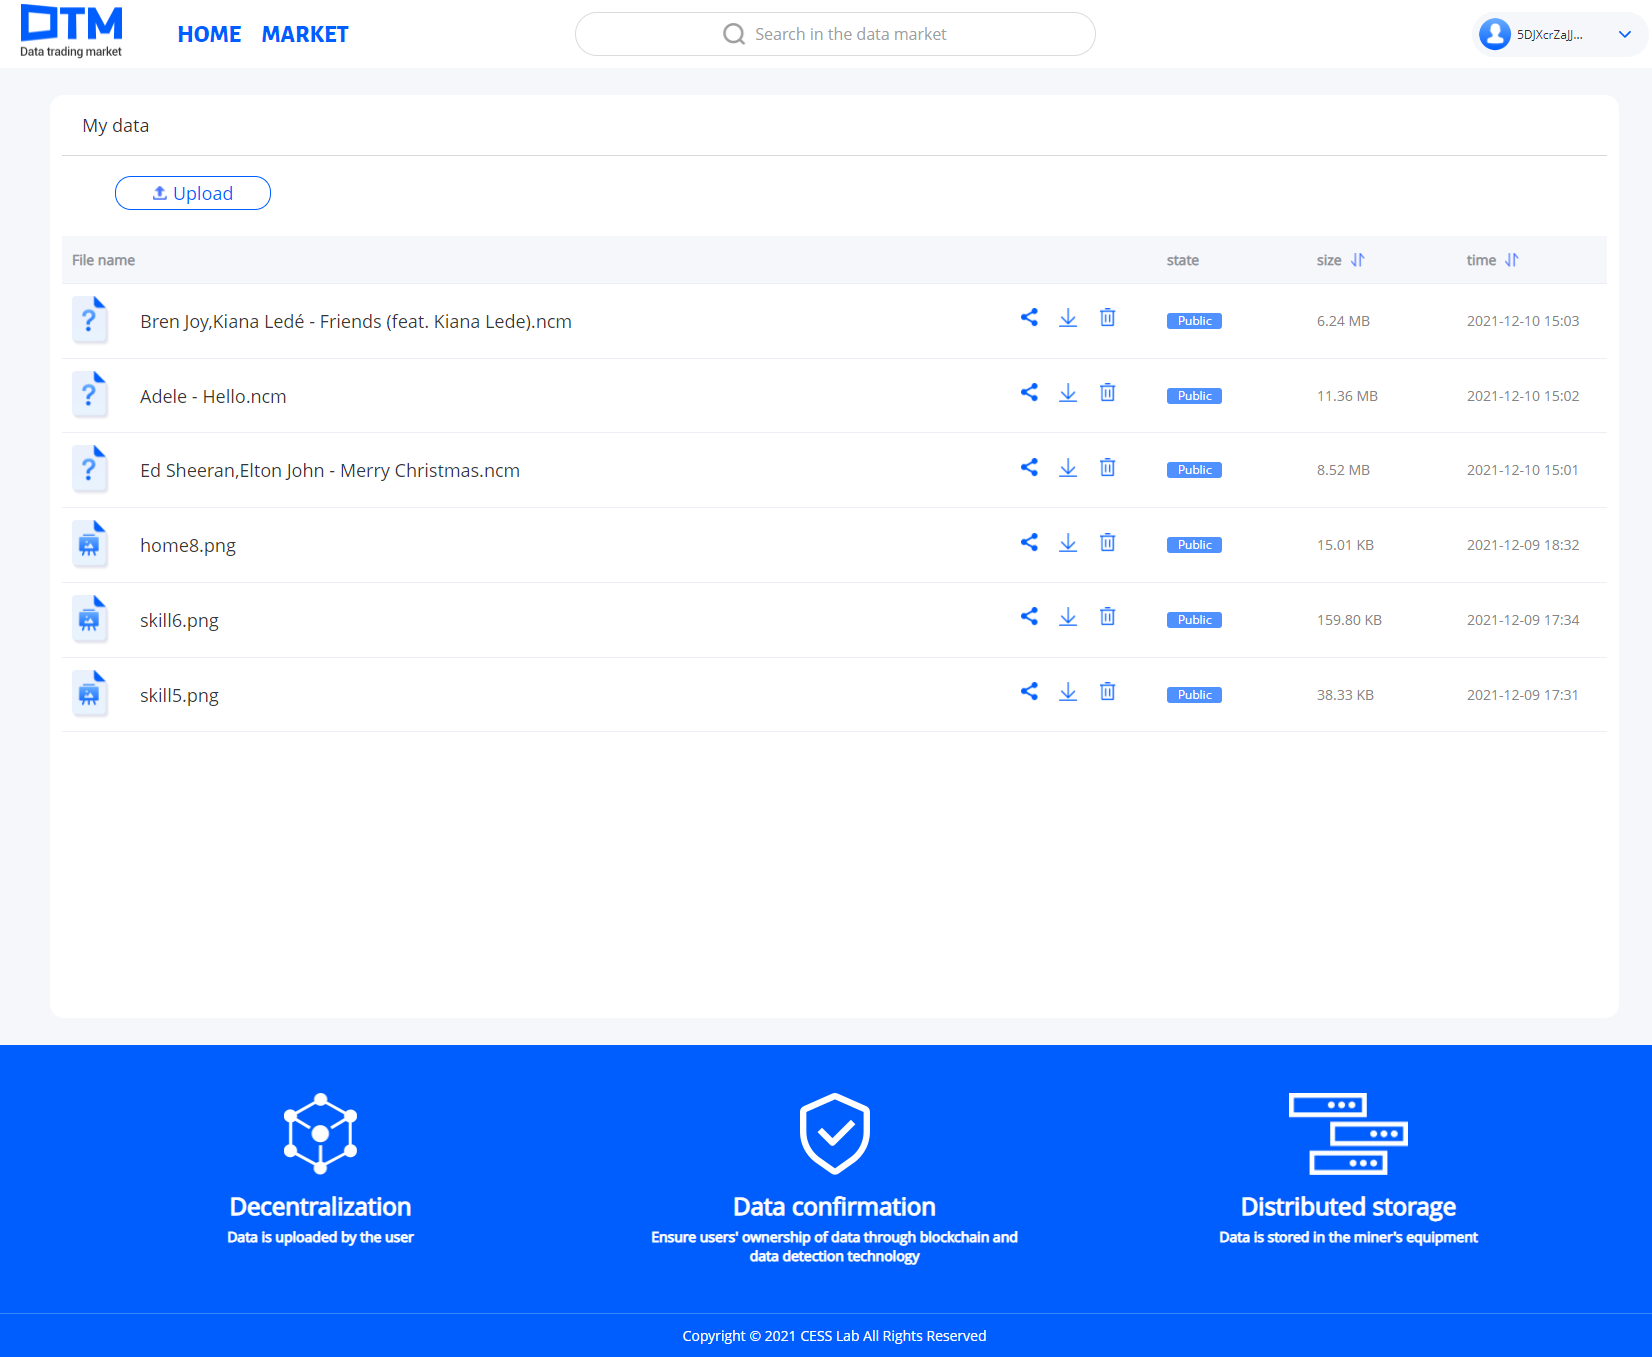 DTM
Data trading market
HOME MARKET
Search in the data market
5DJXcrZaJJ...
My data
Upload
File name state size time
Bren Joy,Kiana Ledé - Friends (feat. Kiana Lede).ncm Public 6.24 MB 2021-12-10 15:03
Adele - Hello.ncm Public 11.36 MB 2021-12-10 15:02
Ed Sheeran,Elton John - Merry Christmas.ncm Public 8.52 MB 2021-12-10 15:01
home8.png Public 15.01 KB 2021-12-09 18:32
skill6.png Public 159.80 KB 2021-12-09 17:34
skill5.png Public 38.33 KB 2021-12-09 17:31
Decentralization
Data is uploaded by the user
Data confirmation
Ensure users' ownership of data through blockchain and
data detection technology
Distributed storage
Data is stored in the miner's equipment
Copyright © 2021 CESS Lab All Rights Reserved